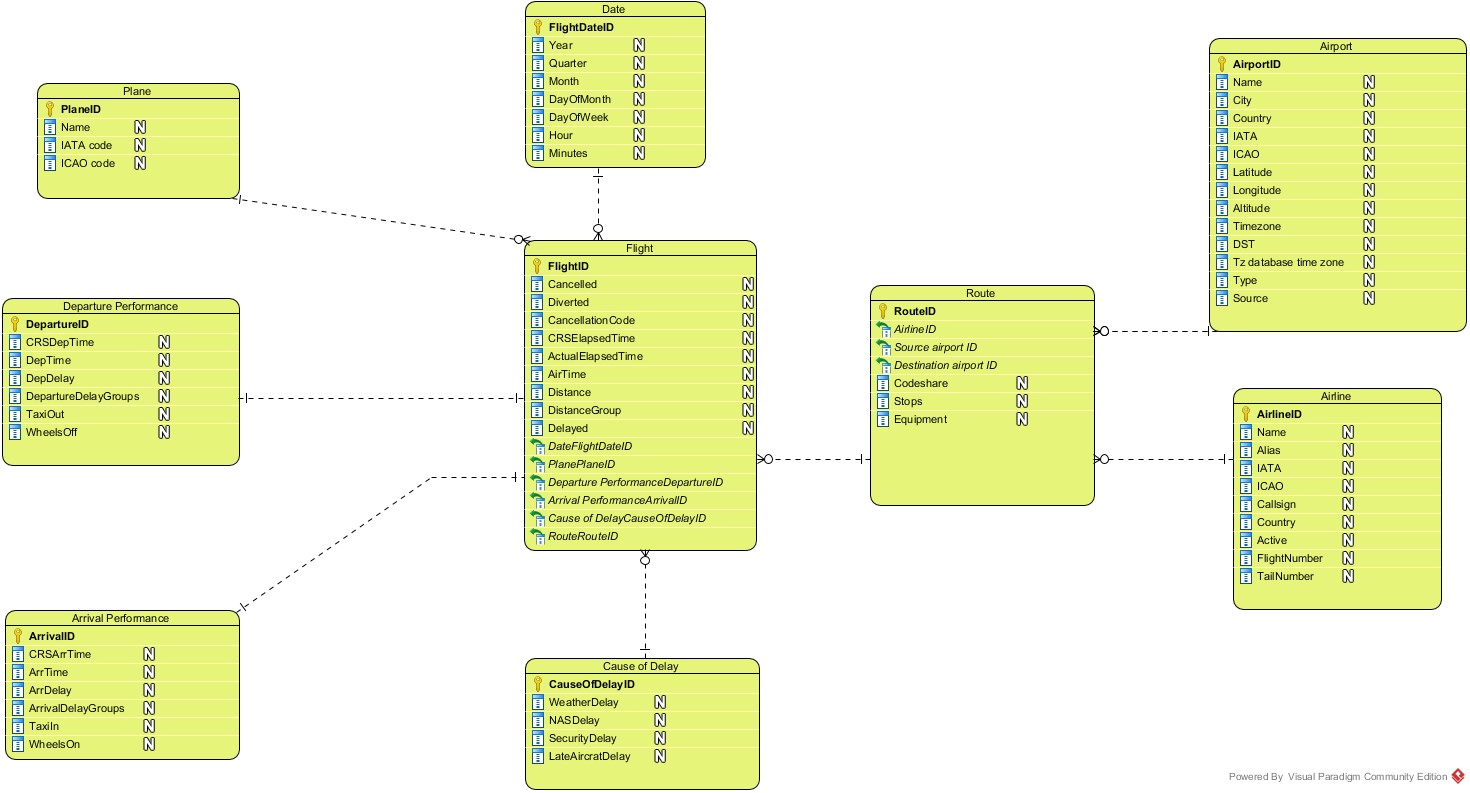 Date
FlightDateID
Year
Quarter
Month
DayOfMonth
DayOfWeek
Hour
Minutes
Plane
PlaneID
Name
IATA code
ICAO code
Airport
AirportID
Name
City
Country
IATA
ICAO
Latitude
Longitude
Altitude
Timezone
DST
Tz database time zone
Type
Source
Flight
FlightID
Cancelled
Diverted
CancellationCode
CRSElapsedTime
ActualElapsedTime
AirTime
Distance
DistanceGroup
Delayed
DateFlightDateID
PlanePlaneID
Departure PerformanceDepartureID
Arrival PerformanceArrivalID
Cause of DelayCauseOfDelayID
RouteRouteID
Departure Performance
DepartureID
CRSDepTime
DepTime
DepDelay
DepartureDelayGroups
TaxiOut
WheelsOff
Route
RouteID
AirlineID
Source airport ID
Destination airport ID
Codeshare
Stops
Equipment
Airline
AirlineID
Name
Alias
IATA
ICAO
Callsign
Country
Active
FlightNumber
TailNumber
Arrival Performance
ArrivalID
CRSArrTime
ArrTime
ArrDelay
ArrivalDelayGroups
TaxiIn
WheelsOn
Cause of Delay
CauseOfDelayID
WeatherDelay
NASDelay
SecurityDelay
LateAircratDelay
Powered By Visual Paradigm Community Edition